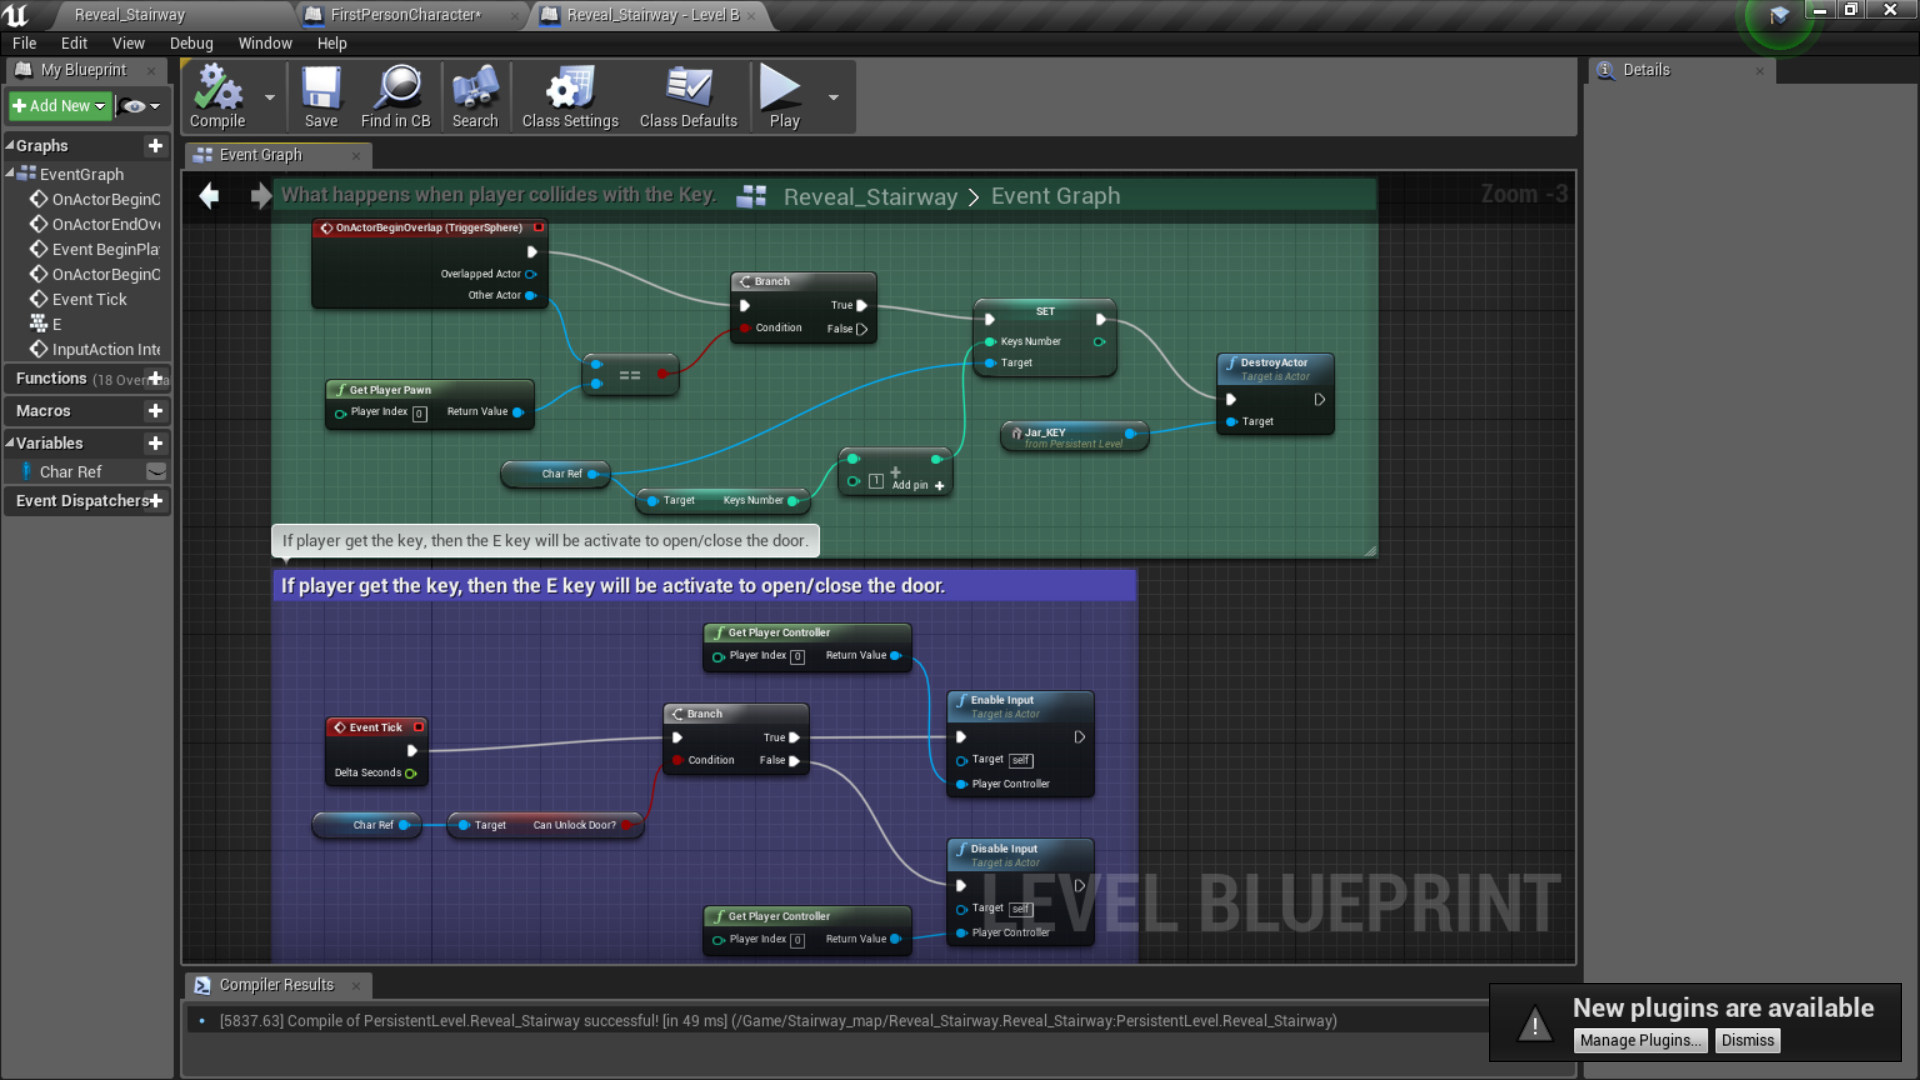 Reveal_Stairway
FirstPersonCharacter*
Reveal_Stairway - Level B
File Edit View Debug Window Help
My Blueprint
Add New
Graphs
EventGraph
OnActorBeginO
OnActorEndOve
Event BeginPla
OnActorBeginO
Event Tick
E
InputAction Inte
Functions (18 Overrida
Macros
Variables
Char Ref
Event Dispatchers
Compile
Save
Find in CB
Search
Class Settings
Class Defaults
Play
Event Graph
What happens when player collides with the Key.
Reveal_Stairway > Event Graph
Zoom -3
OnActorBeginOverlap (TriggerSphere)
Overlapped Actor
Other Actor
Branch
True
Condition
False
SET
Keys Number
Target
DestroyActor
Target is Actor
Target
==
Get Player Pawn
Player Index 0 Return Value
Jar_KEY
from Persistent Level
Char Ref
Target Keys Number
+
1
Add pin +
If player get the key, then the E key will be activate to open/close the door.
If player get the key, then the E key will be activate to open/close the door.
Get Player Controller
Player Index 0 Return Value
Enable Input
Target is Actor
Target self
Player Controller
Event Tick
Delta Seconds
Branch
True
Condition False
Char Ref
Target Can Unlock Door?
Disable Input
Target is Actor
Target self
Player Controller
Get Player Controller
Player Index 0 Return Value
LEVEL BLUEPRINT
Compiler Results
[5837.63] Compile of PersistentLevel.Reveal_Stairway successful! [in 49 ms] (/Game/Stairway_map/Reveal_Stairway.Reveal_Stairway:PersistentLevel.Reveal_Stairway)
Details
New plugins are available
Manage Plugins...
Dismiss